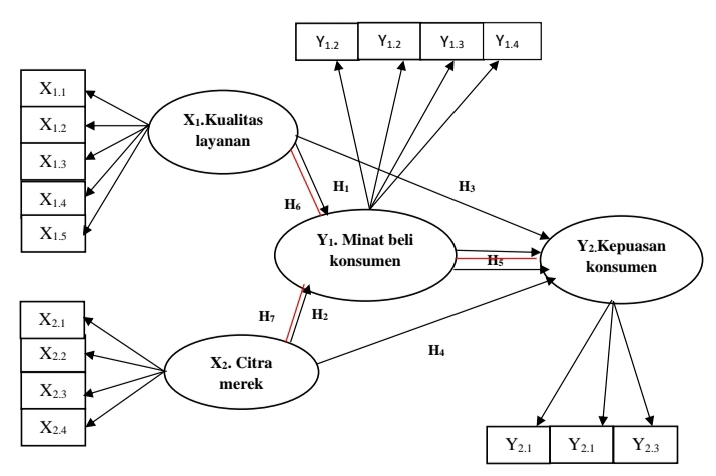 Y1.2 Y1.2 Y1.3 Y1.4
X1.1
X1.2
X1.3
X1.4
X1.5
X1.Kualitas
layanan
H1
H3
H6
Y1. Minat beli
konsumen
H5
Y2.Kepuasan
konsumen
H7
H2
X2.1
X2.2
X2.3
X2.4
X2. Citra
merek
H4
Y2.1 Y2.1 Y2.3